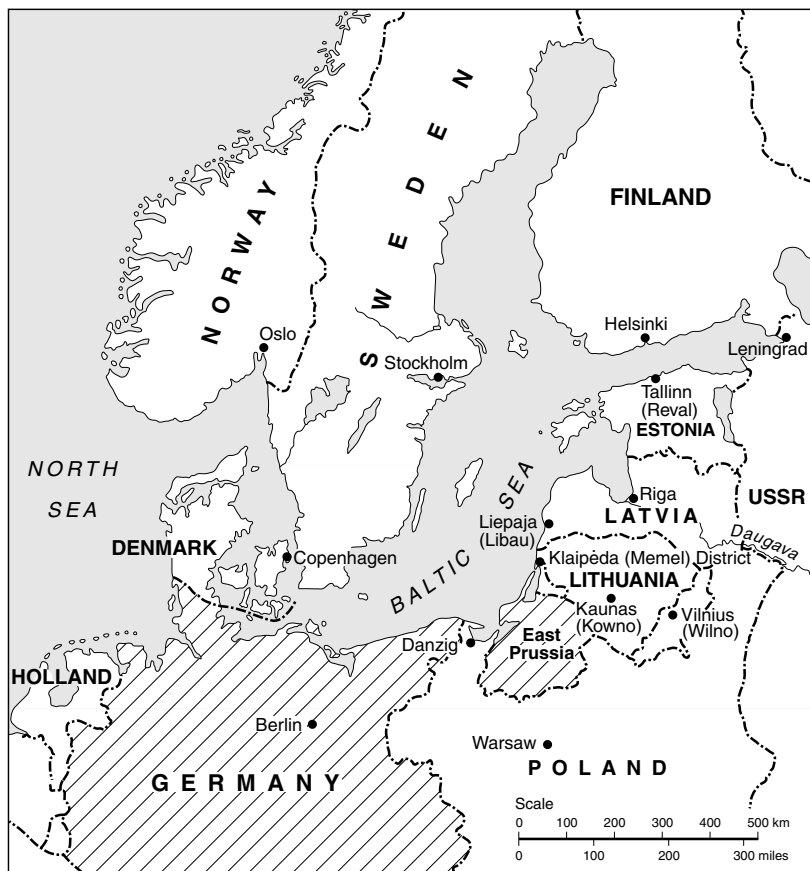 SWEDEN
NORWAY
FINLAND
Oslo
Helsinki
Leningrad
Stockholm
Tallinn
(Reval)
ESTONIA
NORTH
SEA
BALTIC SEA
Riga
USSR
LATVIA
Liepaja
(Libau)
Daugava
DENMARK
Copenhagen
Klaipėda (Memel) District
LITHUANIA
Kaunas
(Kowno)
Vilnius
(Wilno)
East
Prussia
Danzig
HOLLAND
Berlin
Warsaw
POLAND
GERMANY
Scale
0 100 200 300 400 500 km
0 100 200 300 miles